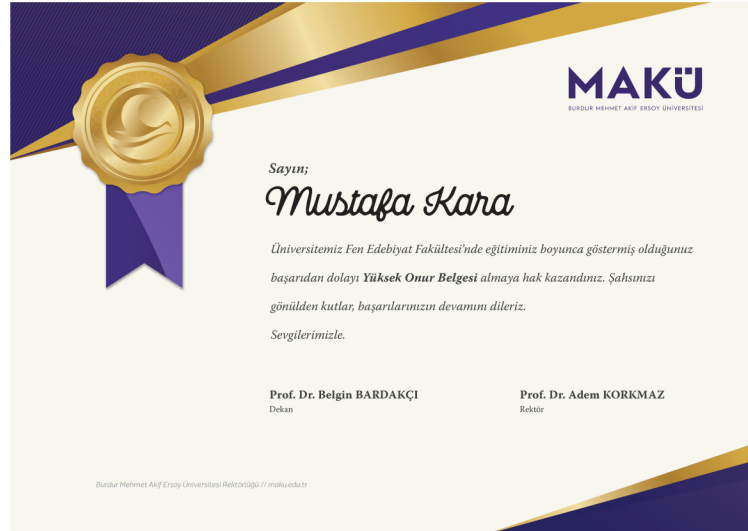 MAKÜ
BURDUR MEHMET AKİF ERSOY ÜNİVERSİTESİ
Sayın;
Mustafa Kara
Üniversitemiz Fen Edebiyat Fakültesi'nde eğitiminiz boyunca göstermiş olduğunuz
başarıdan dolayı Yüksek Onur Belgesi almaya hak kazandınız. Şahsınızı
gönülden kutlar, başarılarınızın devamını dileriz.
Sevgilerimizle.
Prof. Dr. Belgin BARDAKÇI
Dekan
Prof. Dr. Adem KORKMAZ
Rektör
Burdur Mehmet Akif Ersoy Üniversitesi Rektörlüğü // maku.edu.tr